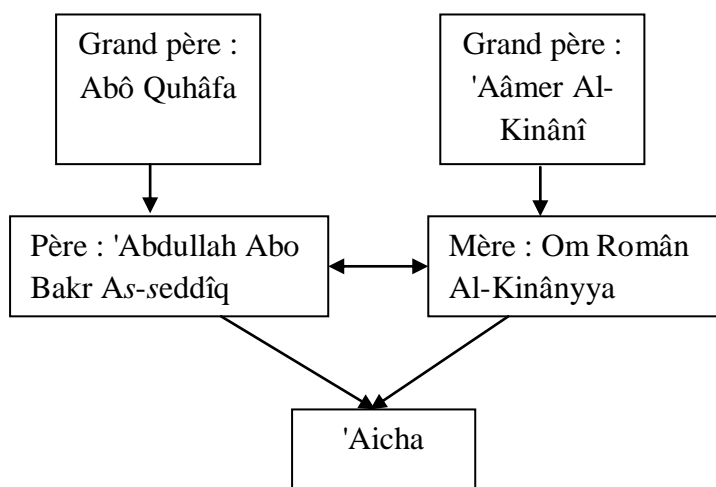 Grand père :
Abô Quhâfa
Grand père :
'Aâmer Al-
Kinânî
Père : 'Abdullah Abo
Bakr As-seddîq
Mère : Om Român
Al-Kinânyya
'Aicha